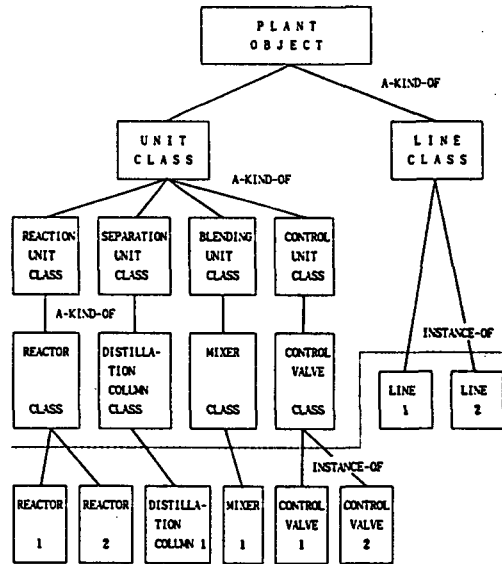 PLANT
OBJECT
A-KIND-OF
UNIT
CLASS
LINE
CLASS
A-KIND-OF
REACTION
UNIT
CLASS
SEPARATION
UNIT
CLASS
BLENDING
UNIT
CLASS
CONTROL
UNIT
CLASS
A-KIND-OF
REACTOR
CLASS
DISTILLA-
TION
COLUMN
CLASS
MIXER
CLASS
CONTROL
VALVE
CLASS
INSTANCE-OF
LINE
1
LINE
2
INSTANCE-OF
REACTOR
1
REACTOR
2
DISTILLA-
TION
COLUMN 1
MIXER
1
CONTROL
VALVE
1
CONTROL
VALVE
2